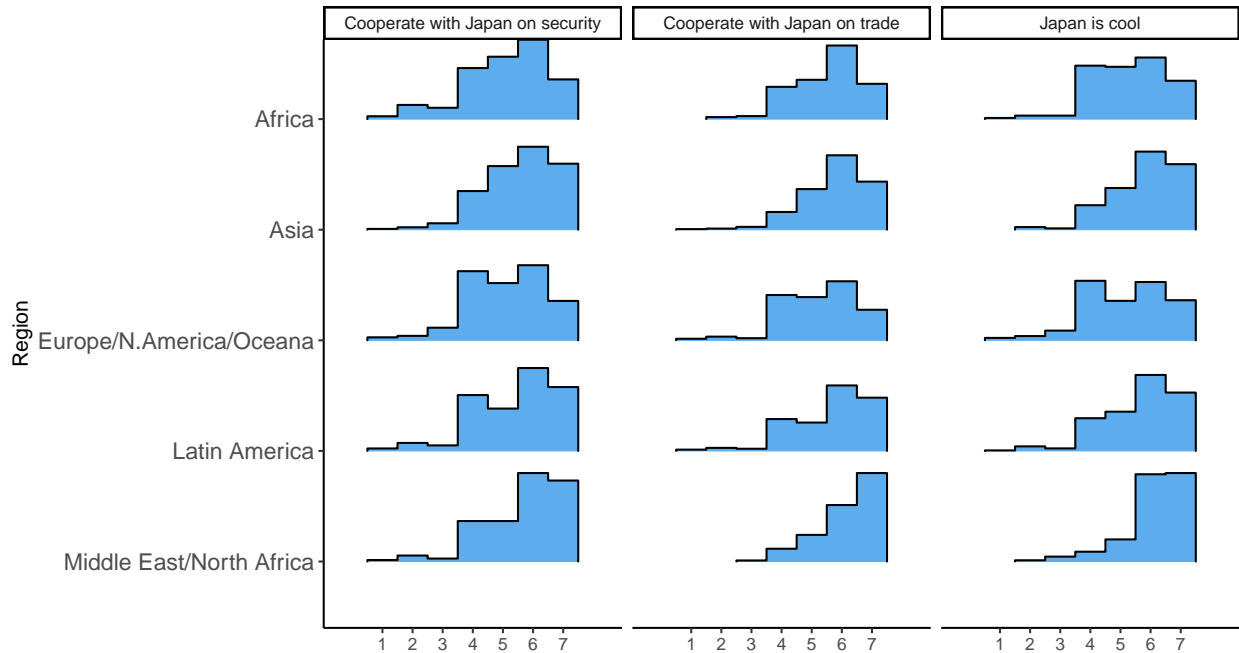 Cooperate with Japan on security
Cooperate with Japan on trade
Japan is cool
Region
Africa
Asia
Europe/N.America/Oceana
Latin America
Middle East/North Africa
1 2 3 4 5 6 7
1 2 3 4 5 6 7
1 2 3 4 5 6 7